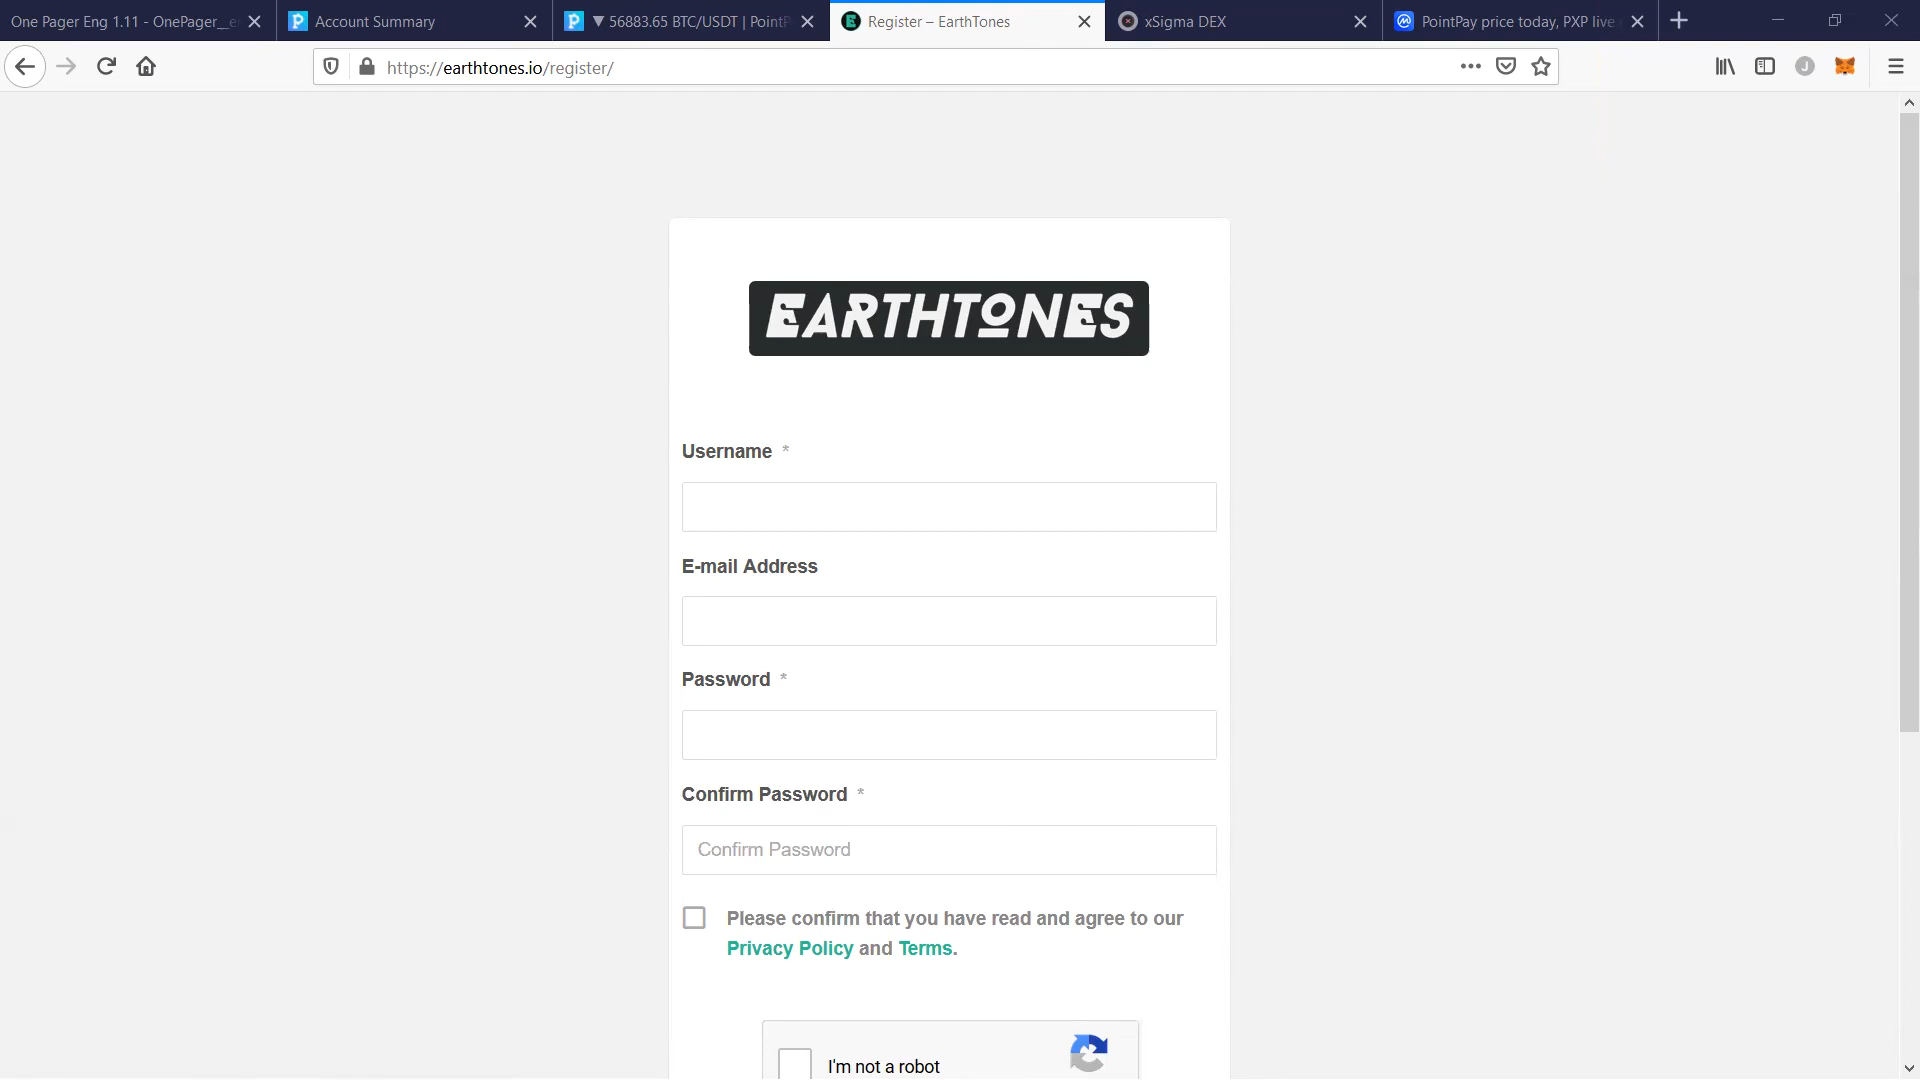 One Pager Eng 1.11 - OnePager_e
Account Summary
▼ 56883.65 BTC/USDT | PointP
Register – EarthTones
xSigma DEX
PointPay price today, PXP live
https://earthtones.io/register/
J
EARTHTONES
Username *
E-mail Address
Password *
Confirm Password *
Confirm Password
Please confirm that you have read and agree to our
Privacy Policy and Terms.
I'm not a robot